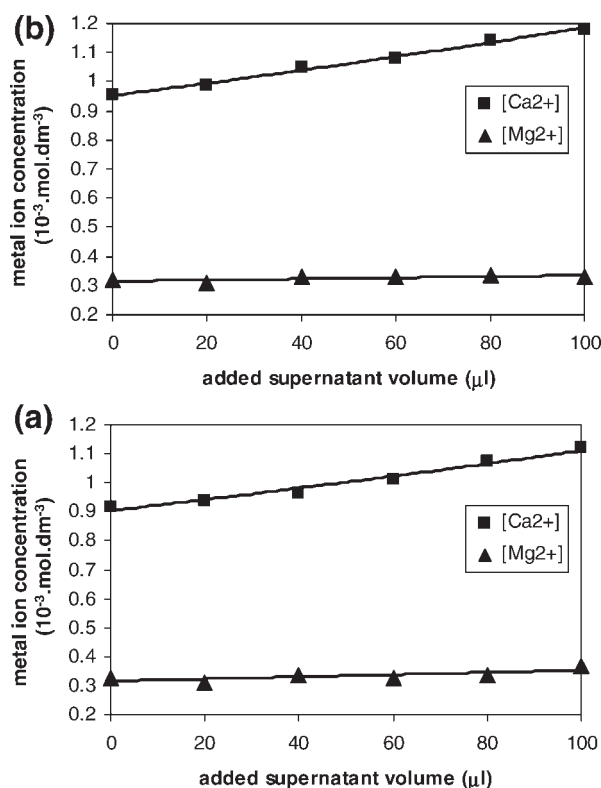 (b)
metal ion concentration
(10⁻³.mol.dm⁻³)
1.2
1.1
1
0.9
0.8
0.7
0.6
0.5
0.4
0.3
0.2
[Ca2+]
[Mg2+]
0 20 40 60 80 100
added supernatant volume (µl)
(a)
metal ion concentration
(10⁻³.mol.dm⁻³)
1.2
1.1
1
0.9
0.8
0.7
0.6
0.5
0.4
0.3
0.2
[Ca2+]
[Mg2+]
0 20 40 60 80 100
added supernatant volume (µl)